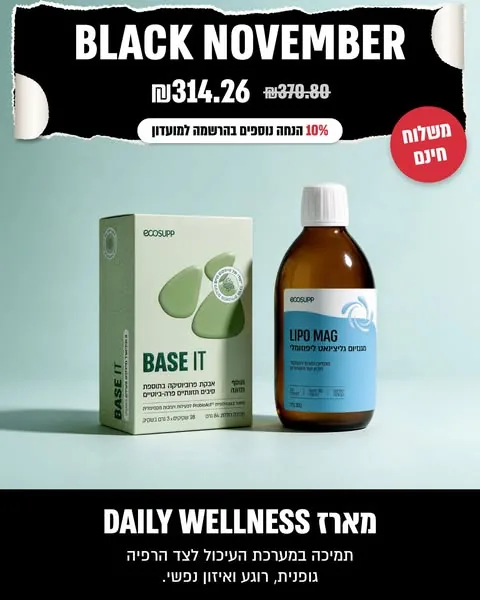 BLACK NOVEMBER
₪314.26 ₪370.80
10% הנחה נוספים בהרשמה למועדון
משלוח
חינם
ecosupp
BASE IT
אבקת פרוביוטיקה בתוספת
סיבים תזונתיים פרה-ביוטיים
ecosupp
LIPO MAG
מגנזיום גליצינאט ליפוזומלי
מארז DAILY WELLNESS
תמיכה במערכת העיכול לצד הרפיה
גופנית, רוגע ואיזון נפשי.